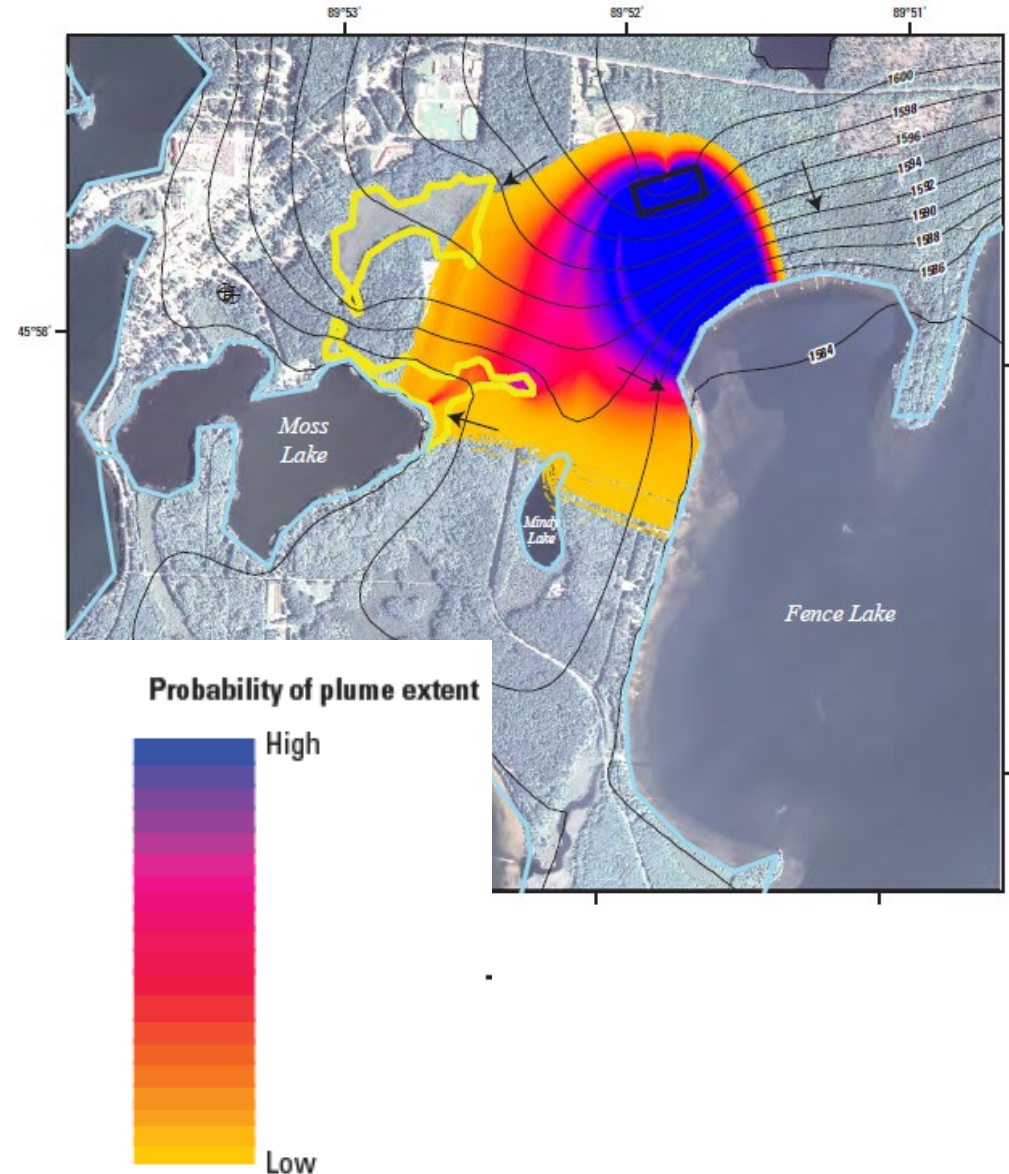 89°53'
89°52'
89°51'
1600
1598
1596
1594
1592
1590
1588
1586
45°58'
1584
Moss
Lake
Mindy
Lake
Fence Lake
Probability of plume extent
High
Low